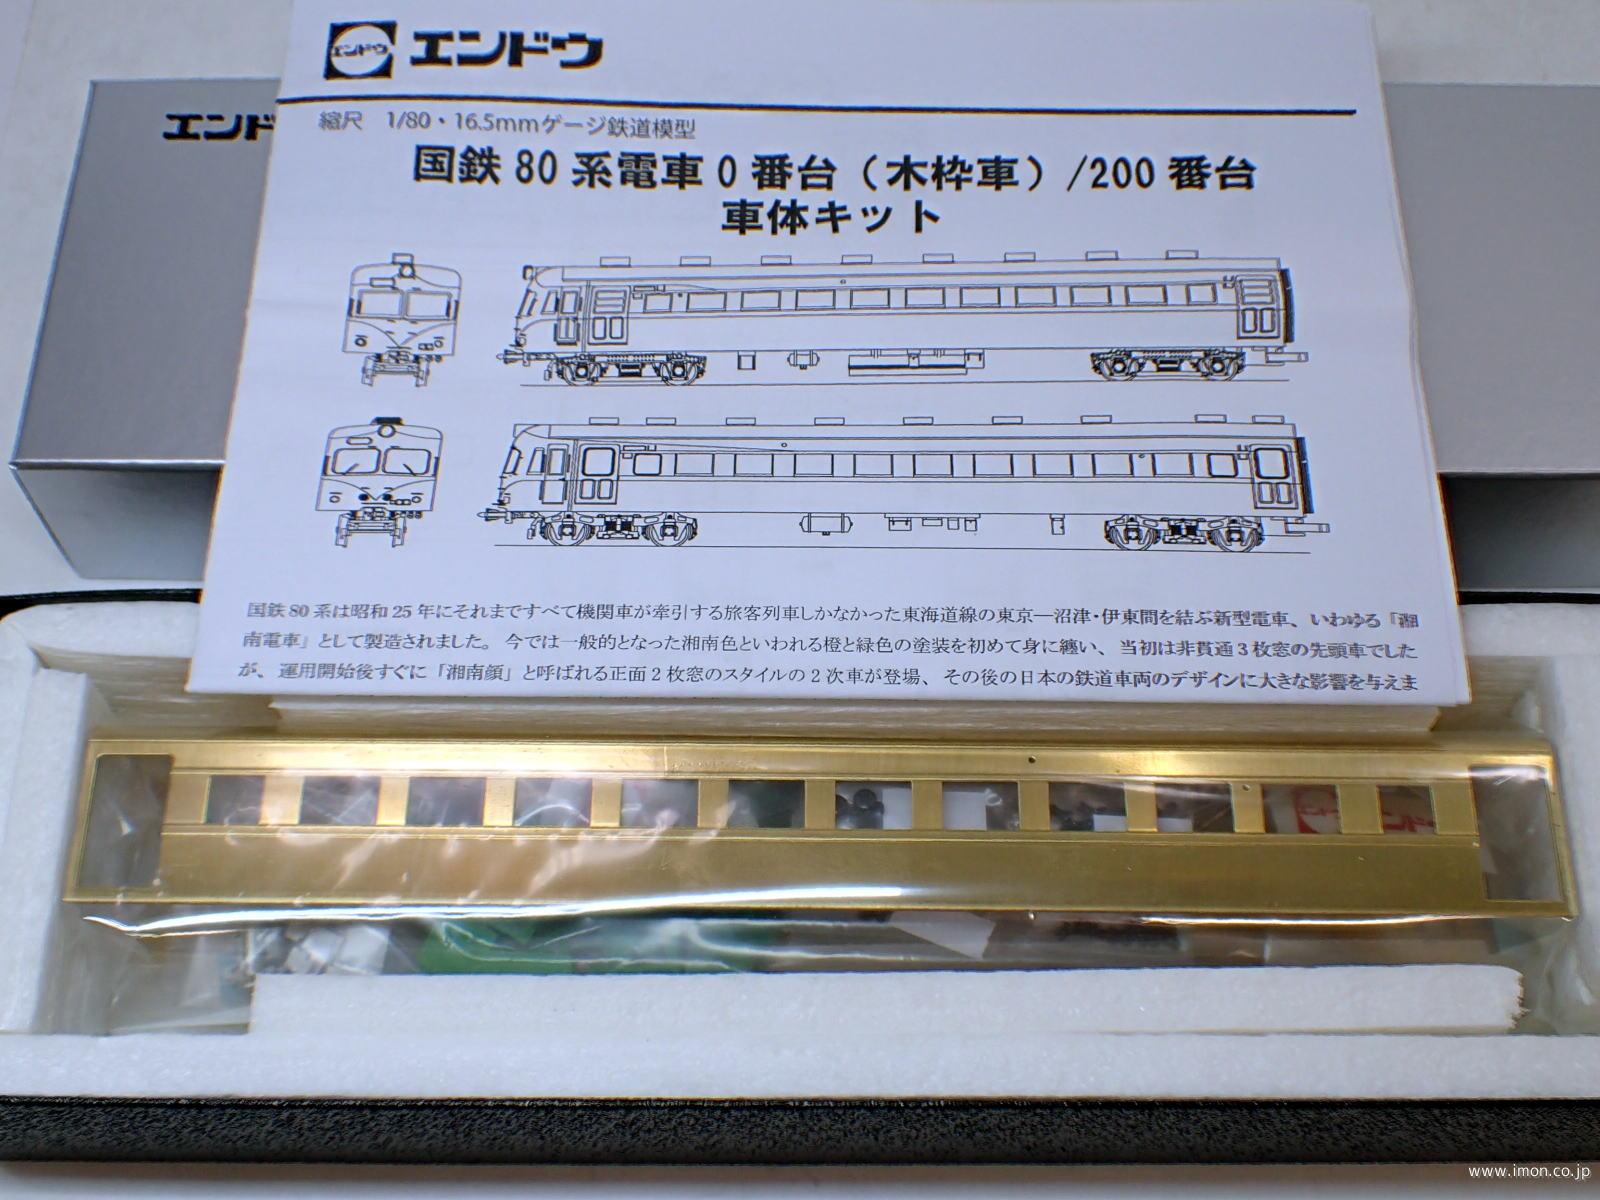 エンドウ エンドウ
エンド
縮尺 1/80・16.5mmゲージ鉄道模型
国鉄 80 系電車 0 番台（木枠車）/200 番台
車体キット
国鉄 80 系は昭和 25 年にそれまですべて機関車が牽引する旅客列車しかなかった東海道線の東京―沼津・伊東間を結ぶ新型電車、いわゆる「湘
南電車」として製造されました。今では一般的となった湘南色といわれる橙と緑色の塗装を初めて身に纏い、当初は非貫通 3 枚窓の先頭車でした
が、運用開始後すぐに「湘南顔」と呼ばれる正面 2 枚窓のスタイルの 2 次車が登場、その後の日本の鉄道車両のデザインに大きな影響を与えま
www.imon.co.jp